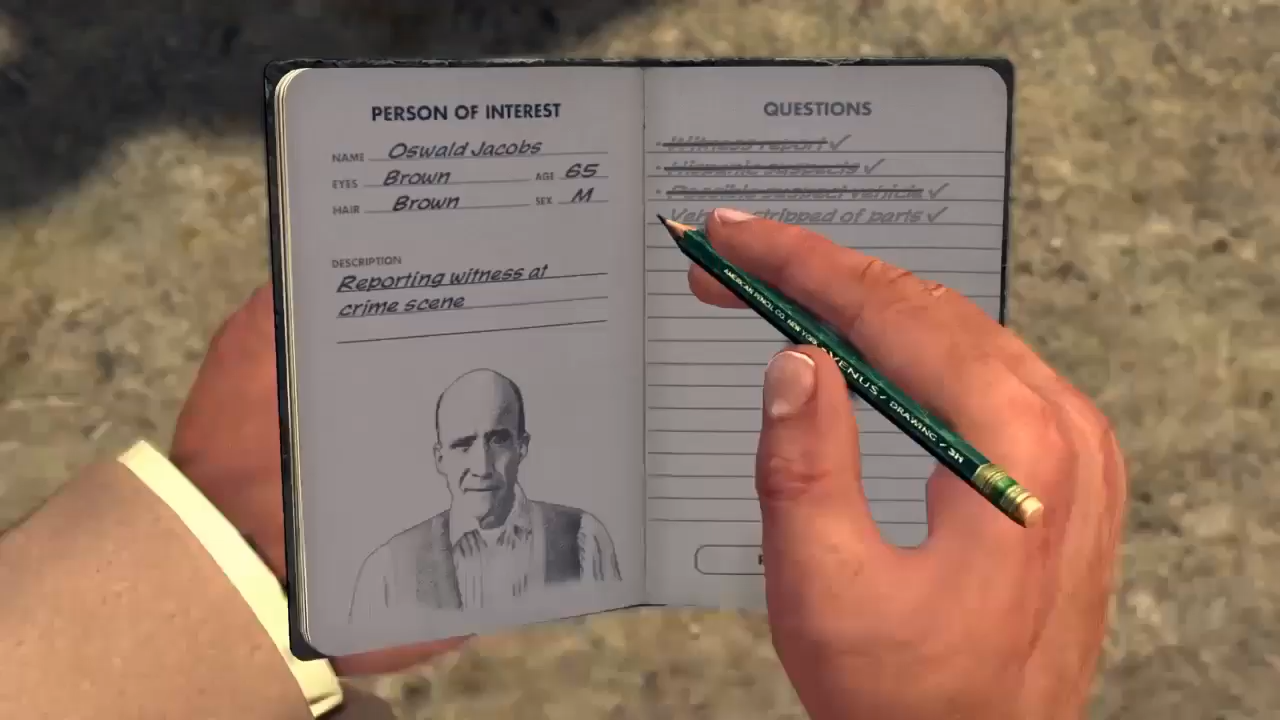 PERSON OF INTEREST
NAME Oswald Jacobs
EYES Brown AGE 65
HAIR Brown SEX M
DESCRIPTION
Reporting witness at
crime scene
QUESTIONS
· Witness report ✓
· Hispanic suspects ✓
· Possible suspect vehicle ✓
stripped of parts ✓
AMERICAN PENCIL CO. NEW YORK VENUS / DRAWING / 3H